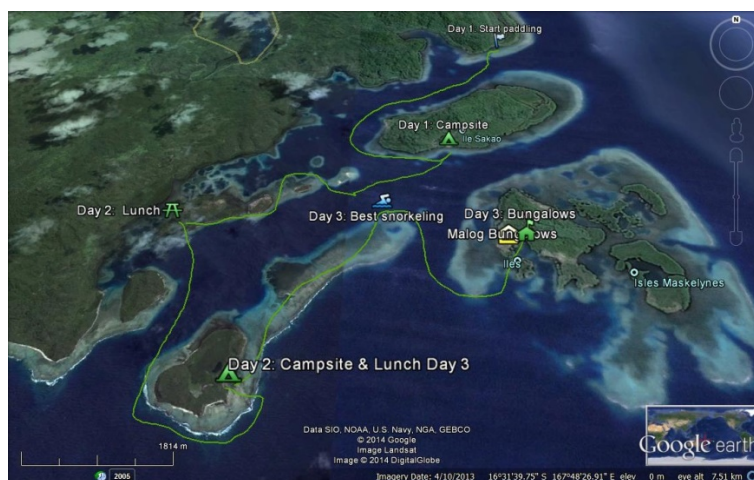 N
Day 1: Start paddling
Day 1: Campsite
Ile Sakao
Day 2: Lunch
Day 3: Best snorkeling
Day 3: Bungalows
Malog Bungalows
Iles
Isles Maskelynes
Day 2: Campsite & Lunch Day 3
Data SIO, NOAA, U.S. Navy, NGA, GEBCO
© 2014 Google
Image Landsat
Image © 2014 DigitalGlobe
1814 m
Google earth
2005
Imagery Date: 4/10/2013 16°31'39.75" S 167°48'26.91" E elev 0 m eye alt 7.51 km